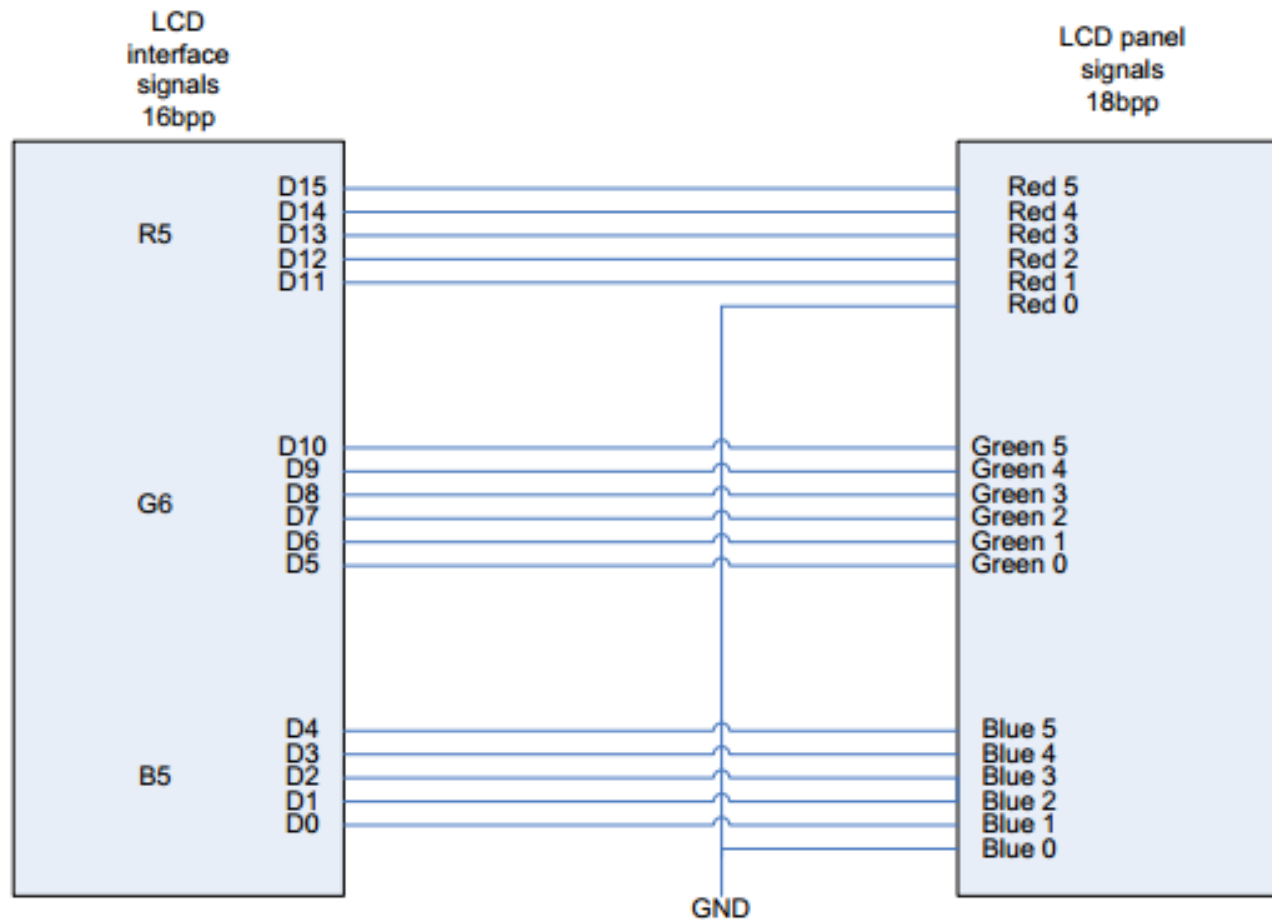 LCD
interface
signals
16bpp
LCD panel
signals
18bpp
R5
D15
D14
D13
D12
D11
Red 5
Red 4
Red 3
Red 2
Red 1
Red 0
G6
D10
D9
D8
D7
D6
D5
Green 5
Green 4
Green 3
Green 2
Green 1
Green 0
B5
D4
D3
D2
D1
D0
Blue 5
Blue 4
Blue 3
Blue 2
Blue 1
Blue 0
GND